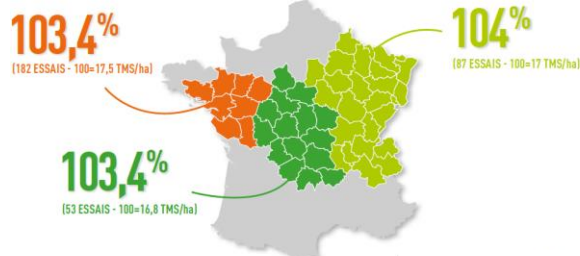 103,4%
(182 ESSAIS - 100=17,5 TMS/ha)
104%
(87 ESSAIS - 100=17 TMS/ha)
103,4%
(53 ESSAIS - 100=16,8 TMS/ha)